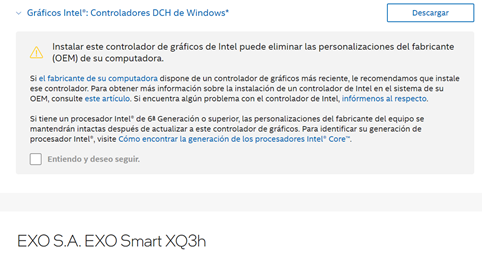 Gráficos Intel®: Controladores DCH de Windows*
Descargar
Instalar este controlador de gráficos de Intel puede eliminar las personalizaciones del fabricante
(OEM) de su computadora.
Si el fabricante de su computadora dispone de un controlador de gráficos más reciente, le recomendamos que instale
ese controlador. Para obtener más información sobre la instalación de un controlador de Intel en el sistema de su
OEM, consulte este artículo. Si encuentra algún problema con el controlador de Intel, infórmenos al respecto.
Si tiene un procesador Intel® de 6ª Generación o superior, las personalizaciones del fabricante del equipo se
mantendrán intactas después de actualizar a este controlador de gráficos. Para identificar su generación de
procesador Intel®, visite Cómo encontrar la generación de los procesadores Intel® Core™.
Entiendo y deseo seguir.
EXO S.A. EXO Smart XQ3h